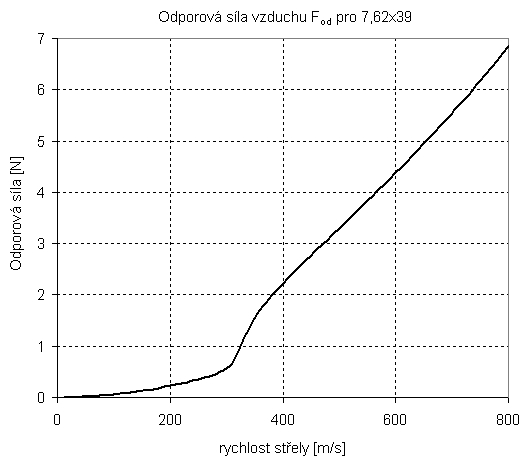 Odporová síla vzduchu Fod pro 7,62x39
7
6
5
4
3
2
1
0
Odporová síla [N]
0 200 400 600 800
rychlost střely [m/s]